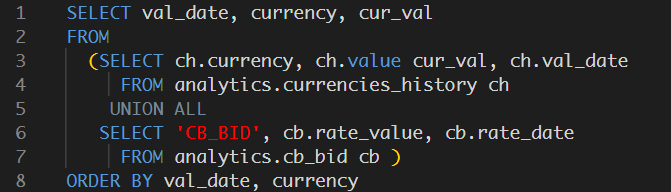 1 SELECT val_date, currency, cur_val
2 FROM
3 (SELECT ch.currency, ch.value cur_val, ch.val_date
4 FROM analytics.currencies_history ch
5 UNION ALL
6 SELECT 'CB_BID', cb.rate_value, cb.rate_date
7 FROM analytics.cb_bid cb )
8 ORDER BY val_date, currency